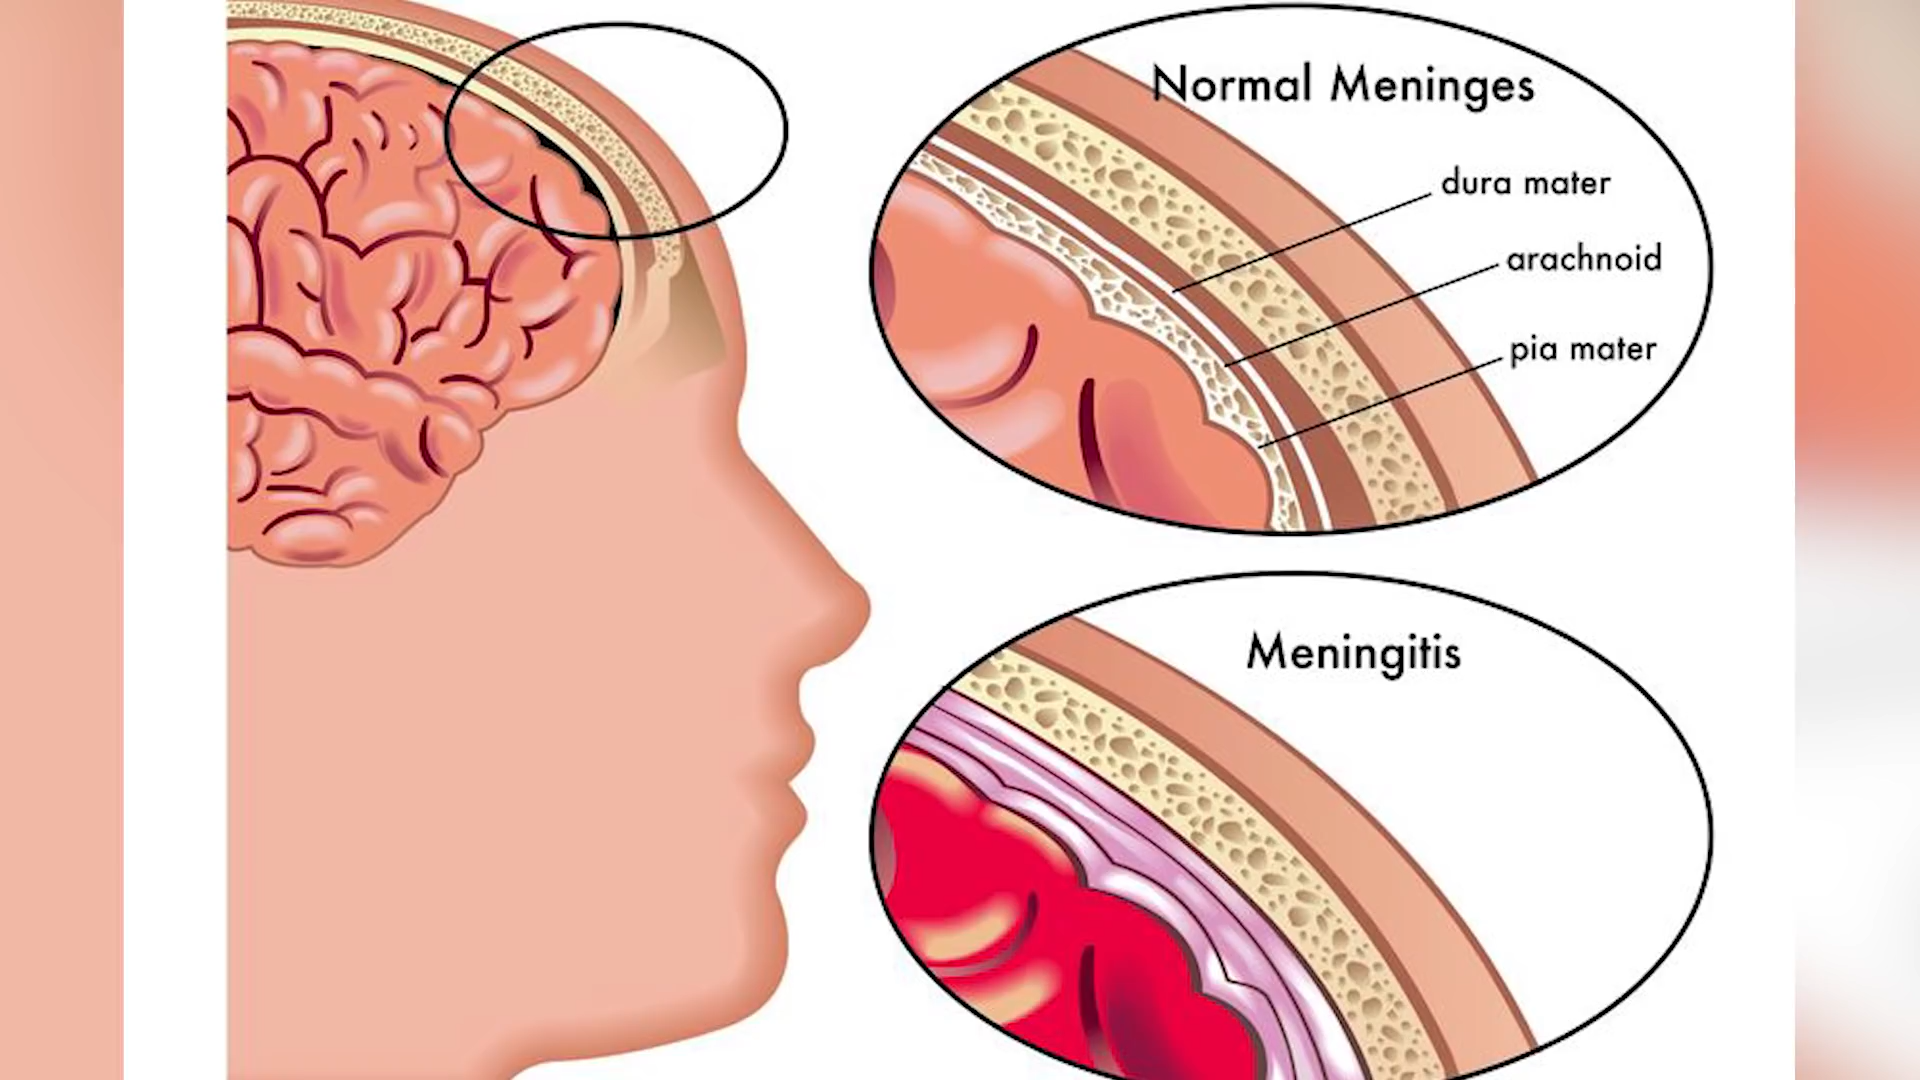 Normal Meninges
dura mater
arachnoid
pia mater
Meningitis